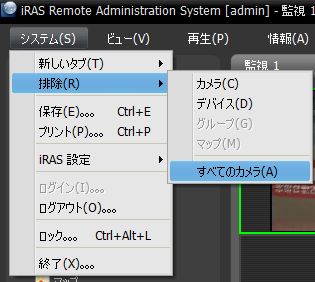 iRAS Remote Administration System [admin] - 監視 1
システム(S) ビュー(V) 再生(P) 情報(A)
新しいタブ(T)
排除(R)
保存(E)。。。 Ctrl+E
プリント(P)。。。 Ctrl+P
iRAS 設定
ログイン(I)。。。
ログアウト(O)。。。
ロック。。。 Ctrl+Alt+L
終了(X)。。。
監視 1
カメラ(C)
デバイス(D)
グループ(G)
マップ(M)
すべてのカメラ(A)
マップ